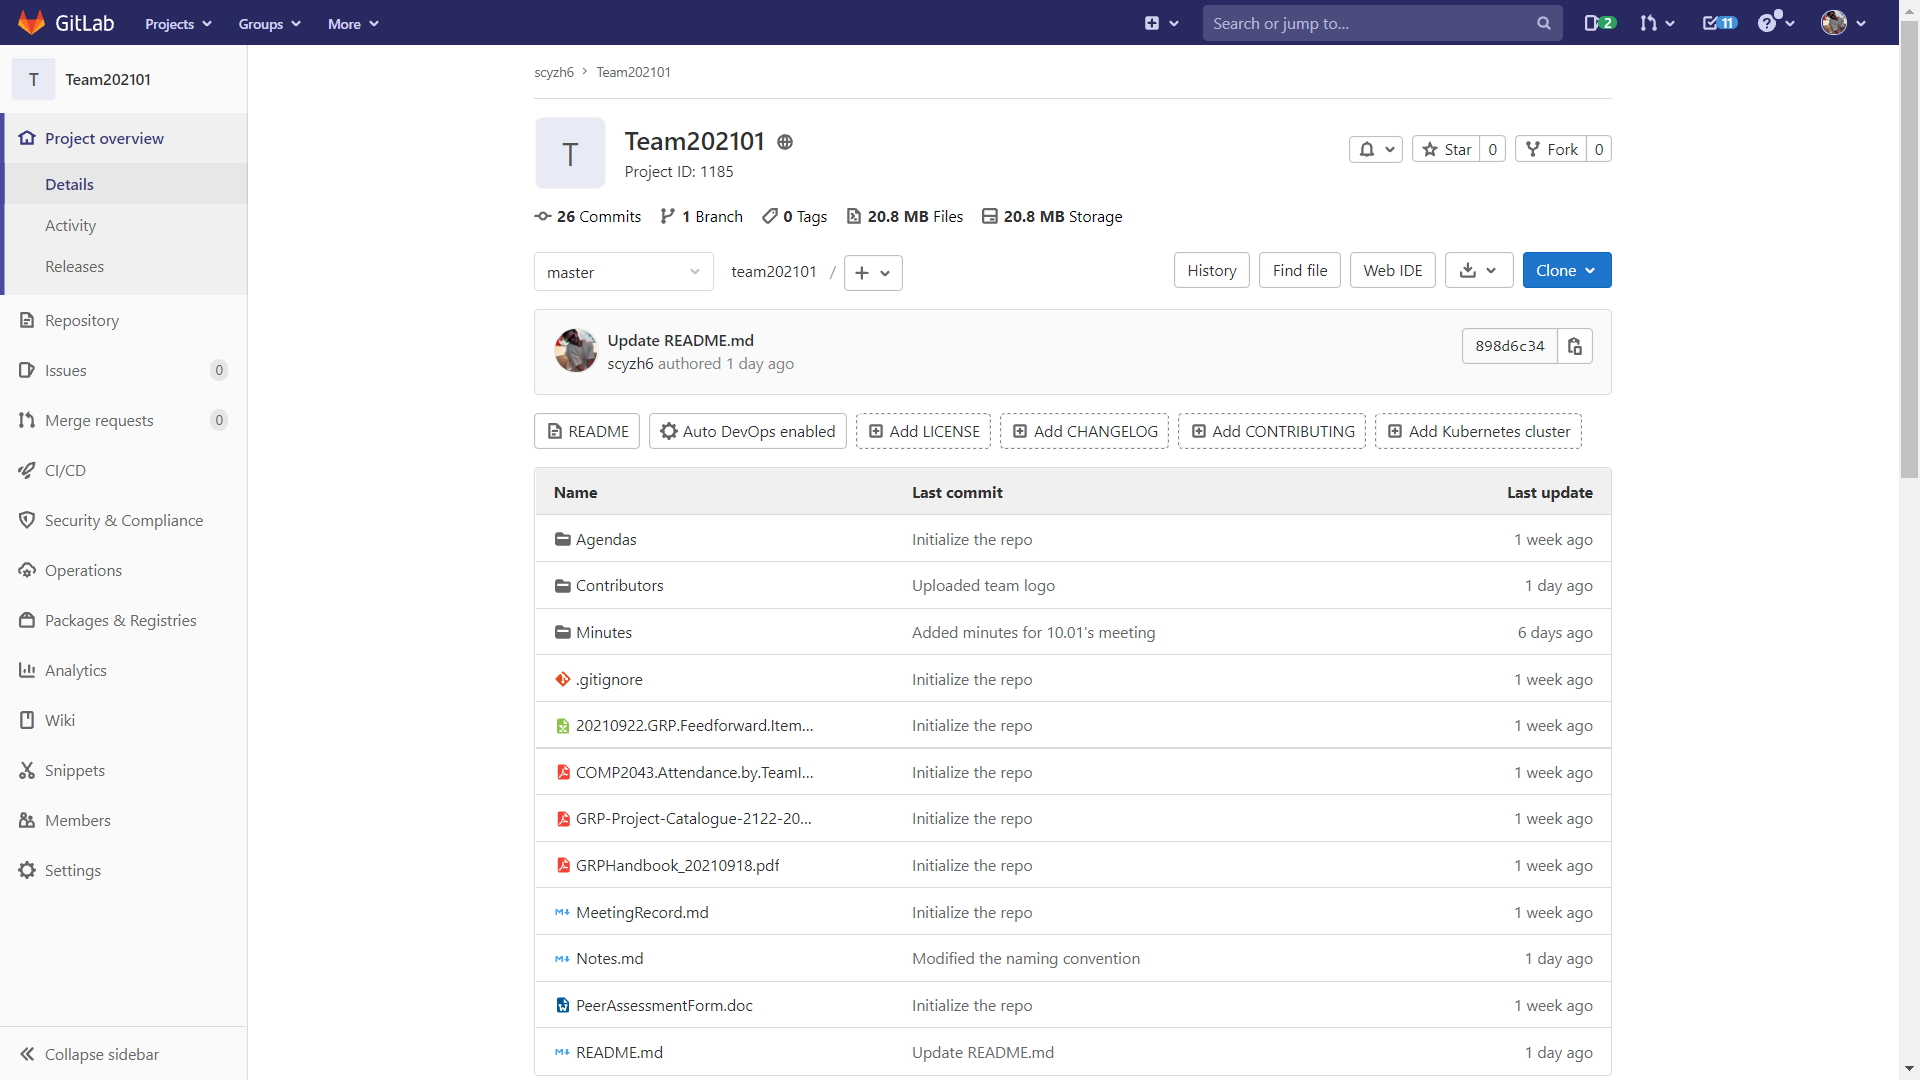 GitLab Projects Groups More Search or jump to... 2 11
T Team202101
Project overview
Details
Activity
Releases
Repository
Issues 0
Merge requests 0
CI/CD
Security & Compliance
Operations
Packages & Registries
Analytics
Wiki
Snippets
Members
Settings
Collapse sidebar
scyzh6 > Team202101
T
Team202101
Project ID: 1185
Star 0 Fork 0
26 Commits 1 Branch 0 Tags 20.8 MB Files 20.8 MB Storage
master team202101 / + History Find file Web IDE Clone
Update README.md
scyzh6 authored 1 day ago
898d6c34
README Auto DevOps enabled Add LICENSE Add CHANGELOG Add CONTRIBUTING Add Kubernetes cluster
Name Last commit Last update
Agendas Initialize the repo 1 week ago
Contributors Uploaded team logo 1 day ago
Minutes Added minutes for 10.01's meeting 6 days ago
.gitignore Initialize the repo 1 week ago
20210922.GRP.Feedforward.Item... Initialize the repo 1 week ago
COMP2043.Attendance.by.TeamI... Initialize the repo 1 week ago
GRP-Project-Catalogue-2122-20... Initialize the repo 1 week ago
GRPHandbook_20210918.pdf Initialize the repo 1 week ago
MeetingRecord.md Initialize the repo 1 week ago
Notes.md Modified the naming convention 1 day ago
PeerAssessmentForm.doc Initialize the repo 1 week ago
README.md Update README.md 1 day ago